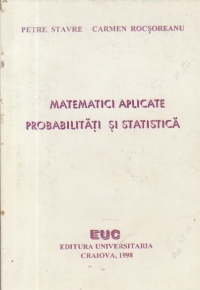 PETRE STAVRE CARMEN ROCȘOREANU
MATEMATICI APLICATE
PROBABILITĂȚI ȘI STATISTICĂ
EUC
EDITURA UNIVERSITARIA
CRAIOVA, 1998